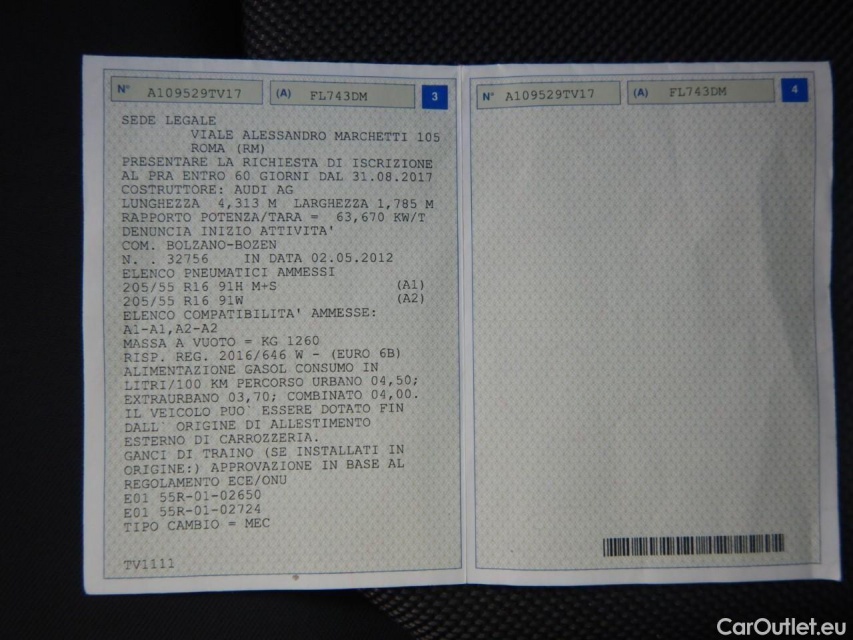 N° A109529TV17 (A) FL743DM 3
SEDE LEGALE
VIALE ALESSANDRO MARCHETTI 105
ROMA (RM)
PRESENTARE LA RICHIESTA DI ISCRIZIONE
AL PRA ENTRO 60 GIORNI DAL 31.08.2017
COSTRUTTORE: AUDI AG
LUNGHEZZA 4,313 M LARGHEZZA 1,785 M
RAPPORTO POTENZA/TARA = 63,670 KW/T
DENUNCIA INIZIO ATTIVITA'
COM. BOLZANO-BOZEN
N. . 32756 IN DATA 02.05.2012
ELENCO PNEUMATICI AMMESSI
205/55 R16 91H M+S (A1)
205/55 R16 91W (A2)
ELENCO COMPATIBILITA' AMMESSE:
A1-A1,A2-A2
MASSA A VUOTO = KG 1260
RISP. REG. 2016/646 W - (EURO 6B)
ALIMENTAZIONE GASOL CONSUMO IN
LITRI/100 KM PERCORSO URBANO 04,50;
EXTRAURBANO 03,70; COMBINATO 04,00.
IL VEICOLO PUO` ESSERE DOTATO FIN
DALL` ORIGINE DI ALLESTIMENTO
ESTERNO DI CARROZZERIA.
GANCI DI TRAINO (SE INSTALLATI IN
ORIGINE:) APPROVAZIONE IN BASE AL
REGOLAMENTO ECE/ONU
E01 55R-01-02650
E01 55R-01-02724
TIPO CAMBIO = MEC
TV1111
N° A109529TV17 (A) FL743DM 4
CarOutlet.eu